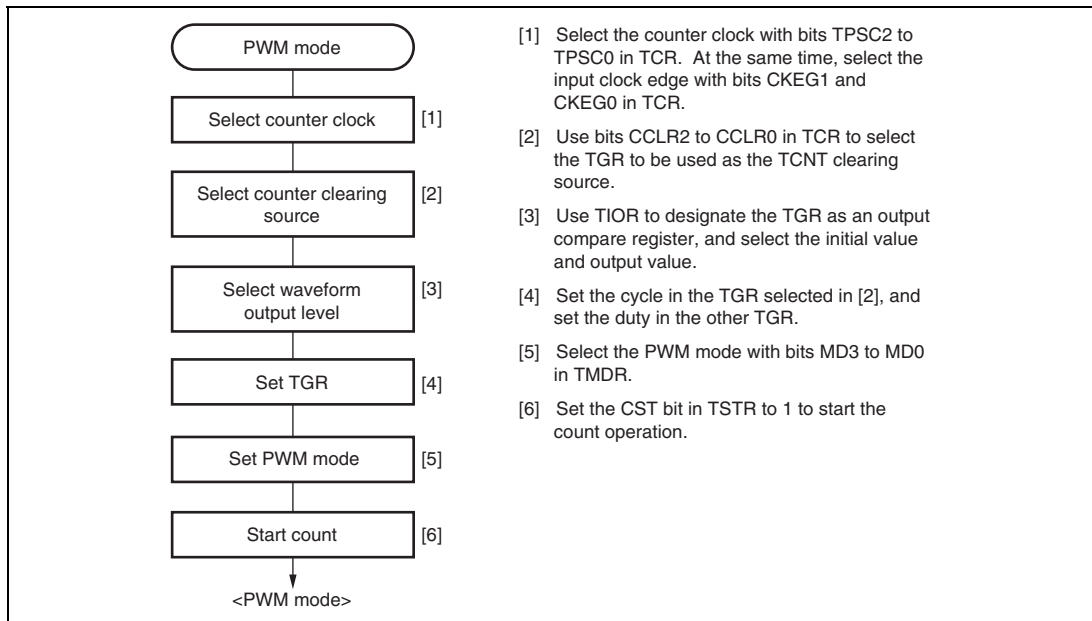 PWM mode
Select counter clock
[1]
Select counter clearing
source
[2]
Select waveform
output level
[3]
Set TGR
[4]
Set PWM mode
[5]
Start count
[6]
<PWM mode>
[1] Select the counter clock with bits TPSC2 to
TPSC0 in TCR. At the same time, select the
input clock edge with bits CKEG1 and
CKEG0 in TCR.
[2] Use bits CCLR2 to CCLR0 in TCR to select
the TGR to be used as the TCNT clearing
source.
[3] Use TIOR to designate the TGR as an output
compare register, and select the initial value
and output value.
[4] Set the cycle in the TGR selected in [2], and
set the duty in the other TGR.
[5] Select the PWM mode with bits MD3 to MD0
in TMDR.
[6] Set the CST bit in TSTR to 1 to start the
count operation.